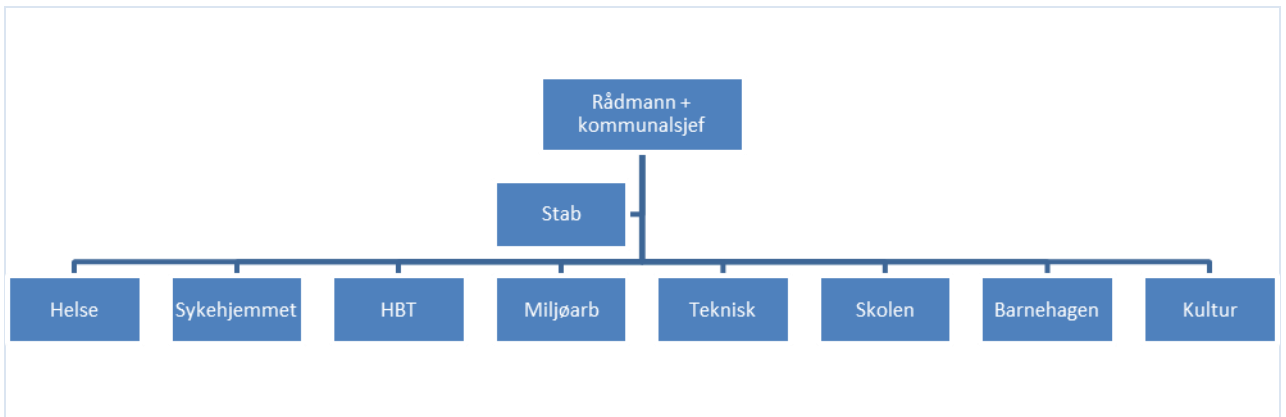 Rådmann +
kommunalsjef
Stab
Helse
Sykehjemmet
HBT
Miljøarb
Teknisk
Skolen
Barnehagen
Kultur